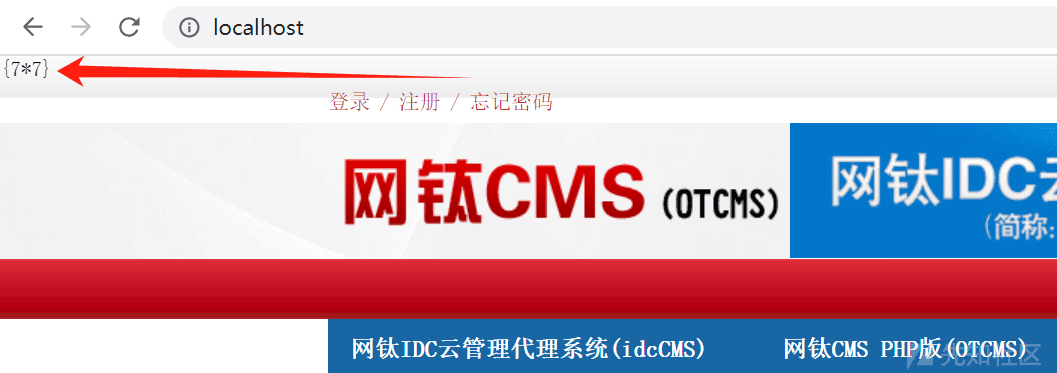 localhost
{7*7}
登录 / 注册 / 忘记密码
网钛CMS (OTCMS)
网钛IDC云
(简称:
网钛IDC云管理代理系统(idcCMS) 网钛CMS PHP版(OTCMS)
先知社区